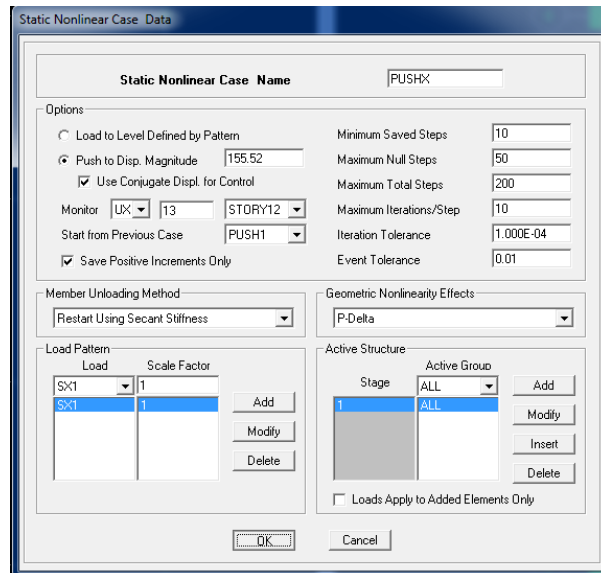 Static Nonlinear Case Data
Static Nonlinear Case Name PUSHX
Options
Load to Level Defined by Pattern
Push to Disp. Magnitude 155.52
Use Conjugate Displ. for Control
Monitor UX 13 STORY12
Start from Previous Case PUSH1
Save Positive Increments Only
Minimum Saved Steps 10
Maximum Null Steps 50
Maximum Total Steps 200
Maximum Iterations/Step 10
Iteration Tolerance 1.000E-04
Event Tolerance 0.01
Member Unloading Method
Restart Using Secant Stiffness
Geometric Nonlinearity Effects
P-Delta
Load Pattern
Load Scale Factor
SX1 1
SX1 1
Add
Modify
Delete
Active Structure
Active Group
Stage ALL
1 ALL
Add
Modify
Insert
Delete
Loads Apply to Added Elements Only
OK Cancel